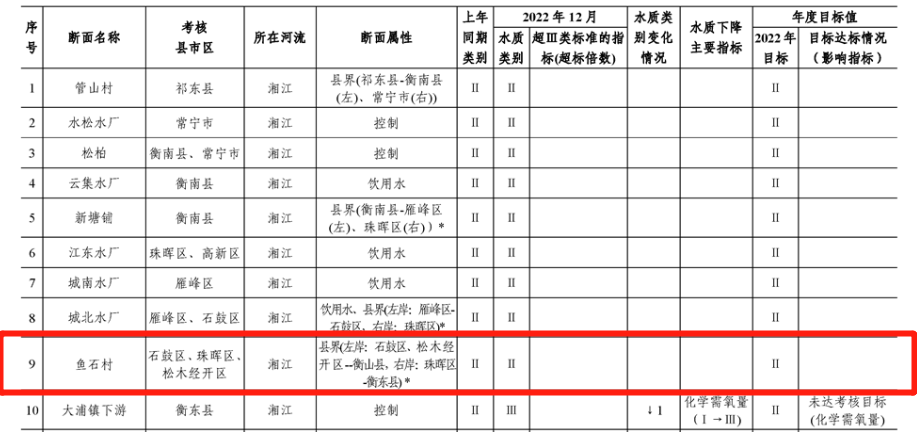 序号 断面名称 考核县市区 所在河流 断面属性 上年同期类别 2022年12月 水质类别变化情况 水质下降主要指标 年度目标值
水质类别 超Ⅲ类标准的指标(超标倍数) 2022年目标 目标达标情况（影响指标）
1 管山村 祁东县 湘江 县界(祁东县-衡南县(左)、常宁市(右)) Ⅱ Ⅱ Ⅱ
2 水松水厂 常宁市 湘江 控制 Ⅱ Ⅱ Ⅱ
3 松柏 衡南县、常宁市 湘江 控制 Ⅱ Ⅱ Ⅱ
4 云集水厂 衡南县 湘江 饮用水 Ⅱ Ⅱ Ⅱ
5 新塘铺 衡南县 湘江 县界(衡南县-雁峰区(左)、珠晖区(右))* Ⅱ Ⅱ Ⅱ
6 江东水厂 珠晖区、高新区 湘江 饮用水 Ⅱ Ⅱ Ⅱ
7 城南水厂 雁峰区 湘江 饮用水 Ⅱ Ⅱ Ⅱ
8 城北水厂 雁峰区、石鼓区 湘江 饮用水、县界(左岸：雁峰区-石鼓区，右岸：珠晖区)* Ⅱ Ⅱ Ⅱ
9 鱼石村 石鼓区、珠晖区、松木经开区 湘江 县界(左岸：石鼓区、松木经开区--衡山县，右岸：珠晖区-衡东县)* Ⅱ Ⅱ Ⅱ
10 大浦镇下游 衡东县 湘江 控制 Ⅱ Ⅲ ↓1 化学需氧量(Ⅰ→Ⅲ) Ⅱ 未达考核目标(化学需氧量)